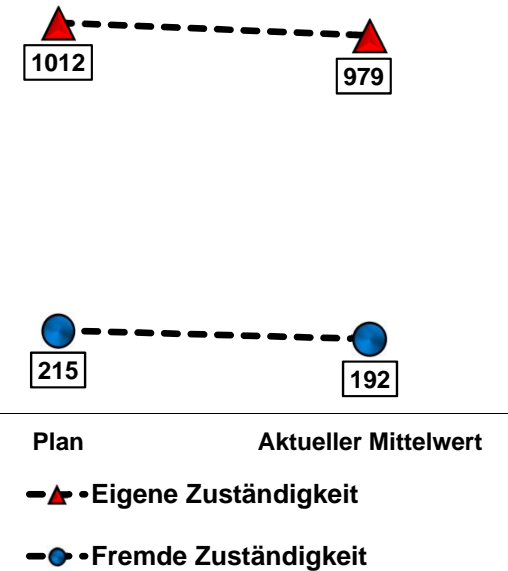 1012
979
215
192
Plan Aktueller Mittelwert
Eigene Zuständigkeit
Fremde Zuständigkeit